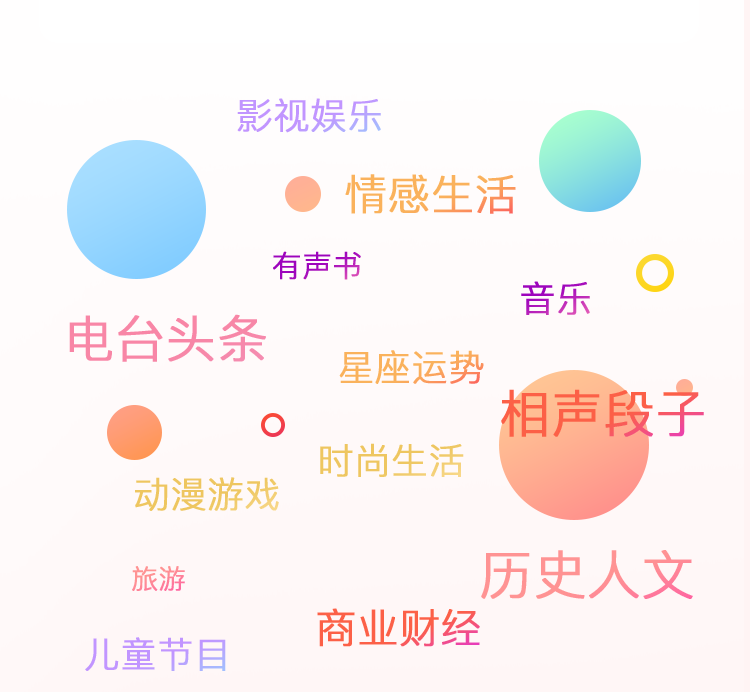 影视娱乐
情感生活
有声书
音乐
电台头条
星座运势
相声段子
时尚生活
动漫游戏
历史人文
旅游
商业财经
儿童节目